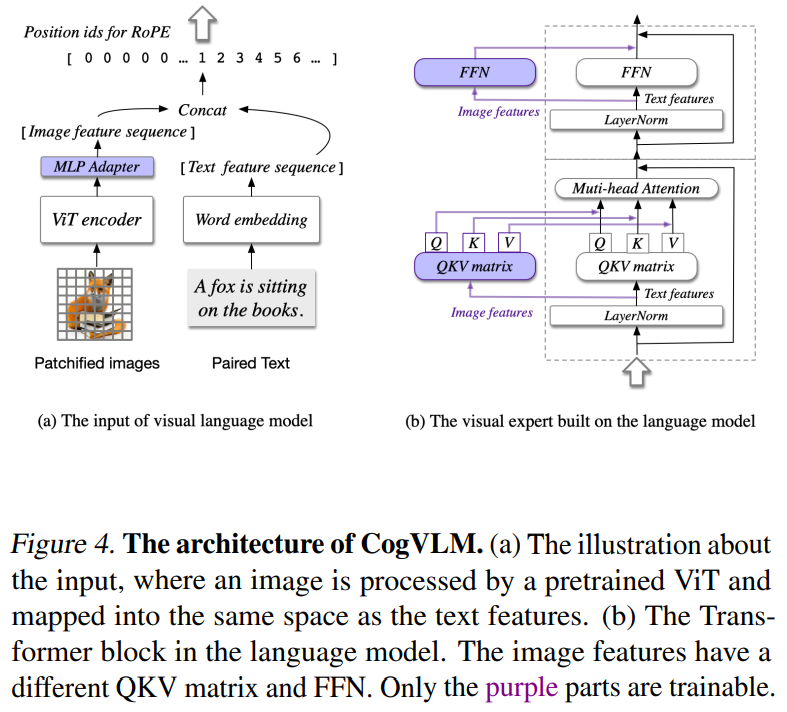 Position ids for RoPE
[ 0 0 0 0 0 ... 1 2 3 4 5 6 ... ]
Concat
[Image feature sequence]
MLP Adapter
[Text feature sequence]
ViT encoder
Word embedding
A fox is sitting
on the books.
Patchified images
Paired Text
(a) The input of visual language model
FFN
FFN
Text features
Image features
LayerNorm
Muti-head Attention
Q K V
Q K V
QKV matrix
QKV matrix
Text features
Image features
LayerNorm
(b) The visual expert built on the language model
Figure 4. The architecture of CogVLM. (a) The illustration about
the input, where an image is processed by a pretrained ViT and
mapped into the same space as the text features. (b) The Trans-
former block in the language model. The image features have a
different QKV matrix and FFN. Only the purple parts are trainable.